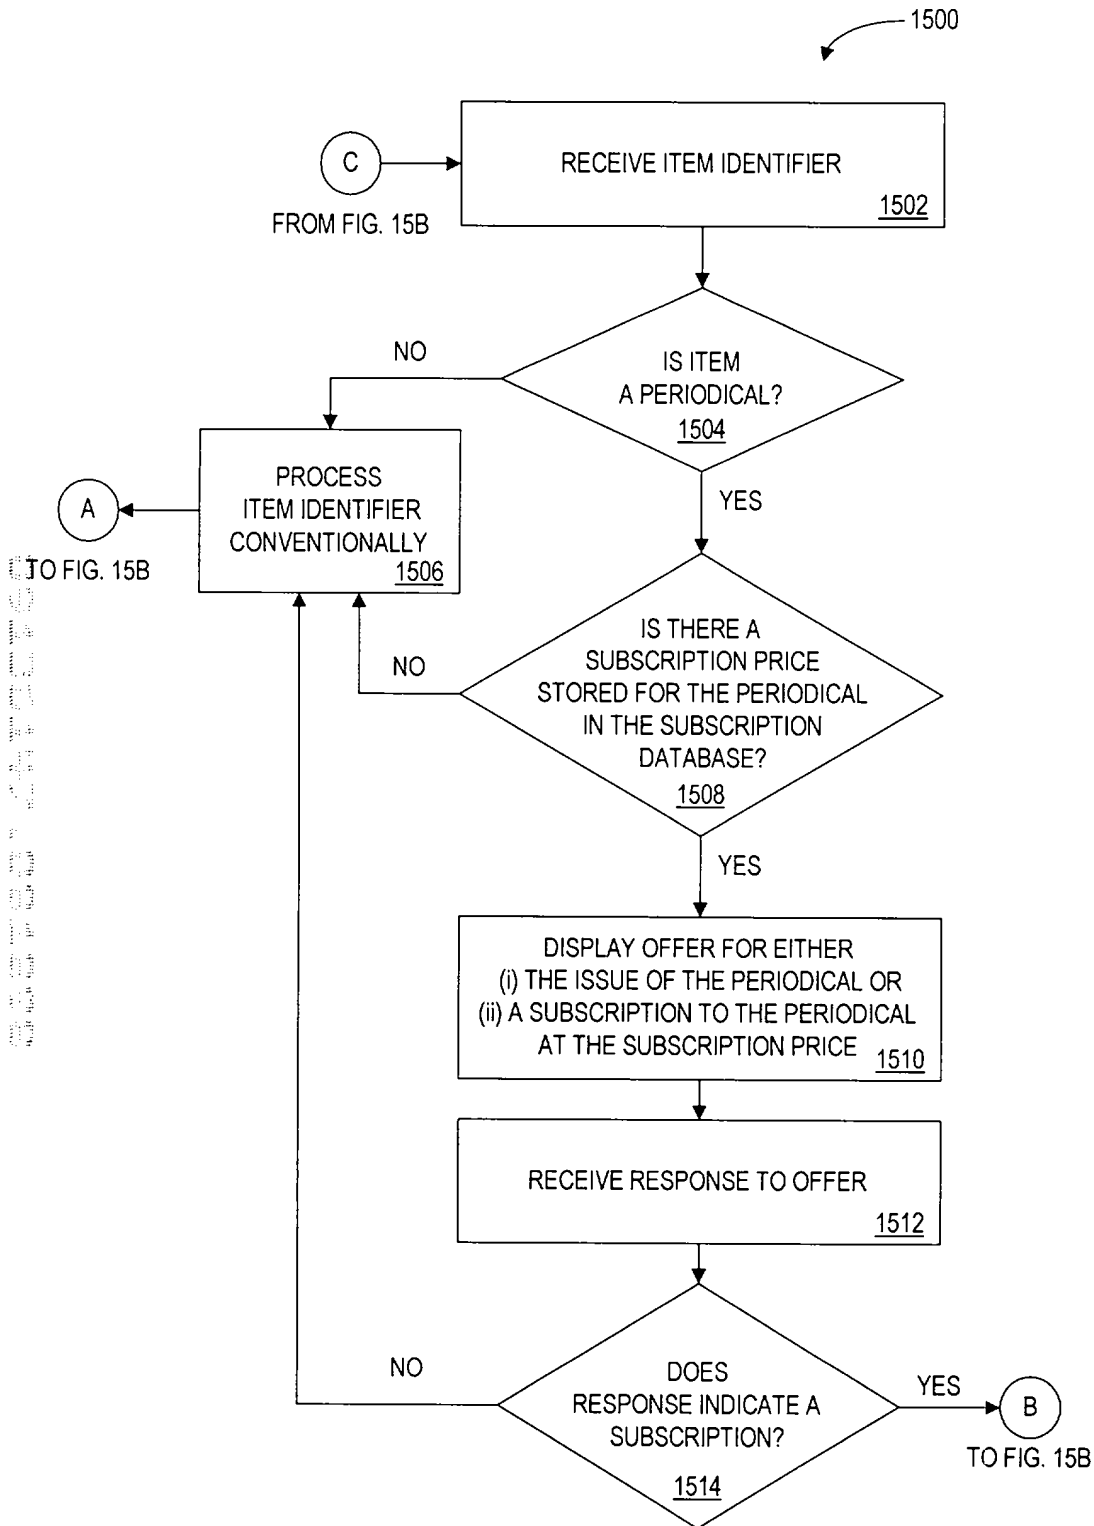 1500
C
FROM FIG. 15B
RECEIVE ITEM IDENTIFIER
1502
IS ITEM
A PERIODICAL?
1504
NO
YES
PROCESS
ITEM IDENTIFIER
CONVENTIONALLY
1506
A
TO FIG. 15B
IS THERE A
SUBSCRIPTION PRICE
STORED FOR THE PERIODICAL
IN THE SUBSCRIPTION
DATABASE?
1508
NO
YES
DISPLAY OFFER FOR EITHER
(i) THE ISSUE OF THE PERIODICAL OR
(ii) A SUBSCRIPTION TO THE PERIODICAL
AT THE SUBSCRIPTION PRICE
1510
RECEIVE RESPONSE TO OFFER
1512
DOES
RESPONSE INDICATE A
SUBSCRIPTION?
1514
NO
YES
B
TO FIG. 15B